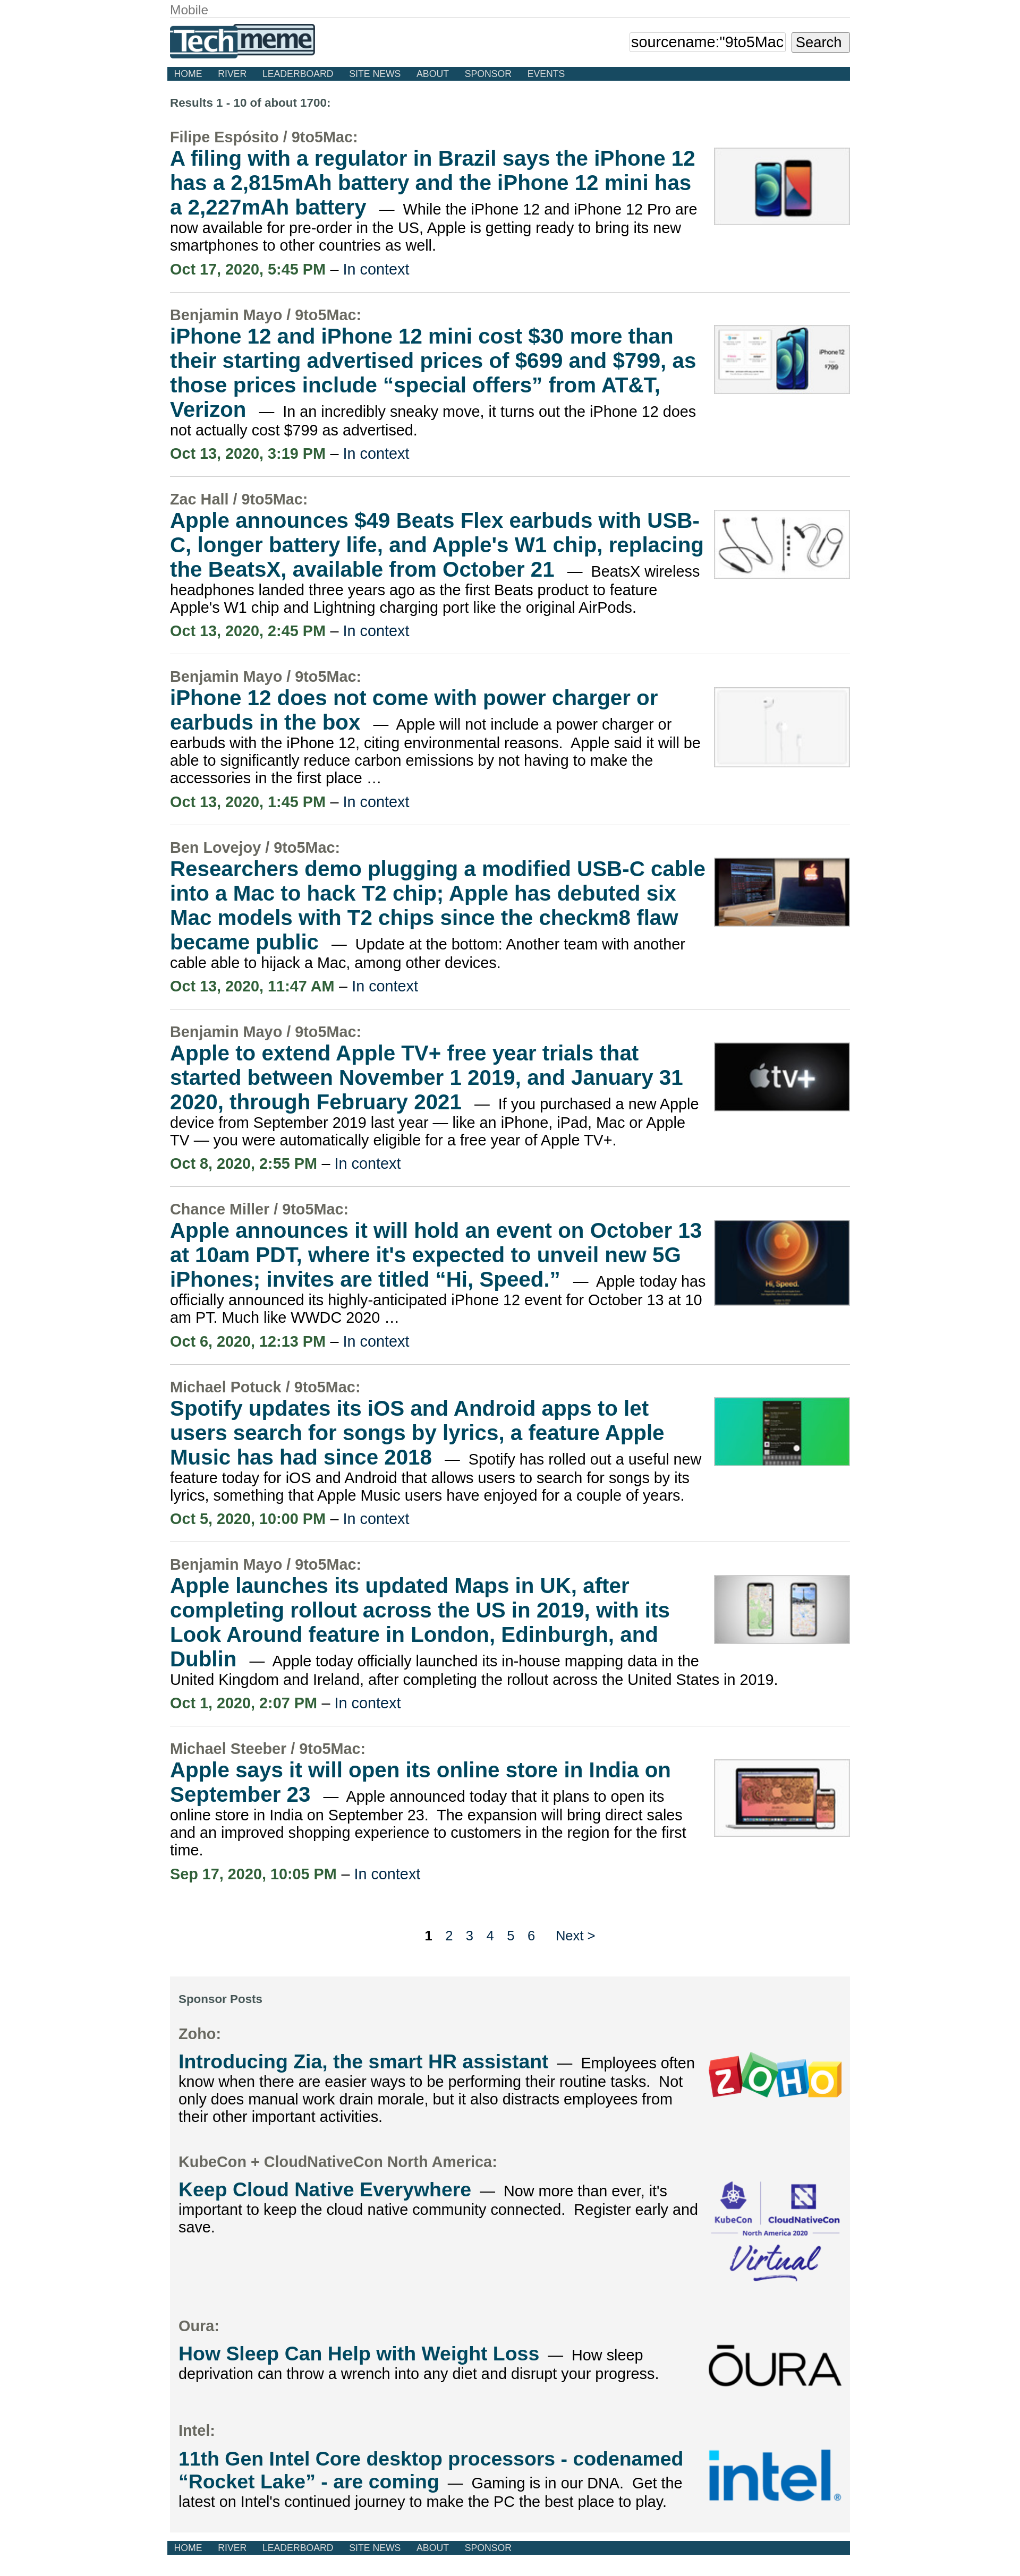 Mobile
Techmeme
sourcename:"9to5Mac
Search
HOME RIVER LEADERBOARD SITE NEWS ABOUT SPONSOR EVENTS
Results 1 - 10 of about 1700:
Filipe Espósito / 9to5Mac:
A filing with a regulator in Brazil says the iPhone 12
has a 2,815mAh battery and the iPhone 12 mini has
a 2,227mAh battery — While the iPhone 12 and iPhone 12 Pro are
now available for pre-order in the US, Apple is getting ready to bring its new
smartphones to other countries as well.
Oct 17, 2020, 5:45 PM – In context
Benjamin Mayo / 9to5Mac:
iPhone 12 and iPhone 12 mini cost $30 more than
their starting advertised prices of $699 and $799, as
those prices include “special offers” from AT&T,
Verizon — In an incredibly sneaky move, it turns out the iPhone 12 does
not actually cost $799 as advertised.
iPhone 12
$799
Oct 13, 2020, 3:19 PM – In context
Zac Hall / 9to5Mac:
Apple announces $49 Beats Flex earbuds with USB-
C, longer battery life, and Apple's W1 chip, replacing
the BeatsX, available from October 21 — BeatsX wireless
headphones landed three years ago as the first Beats product to feature
Apple's W1 chip and Lightning charging port like the original AirPods.
Oct 13, 2020, 2:45 PM – In context
Benjamin Mayo / 9to5Mac:
iPhone 12 does not come with power charger or
earbuds in the box — Apple will not include a power charger or
earbuds with the iPhone 12, citing environmental reasons. Apple said it will be
able to significantly reduce carbon emissions by not having to make the
accessories in the first place …
Oct 13, 2020, 1:45 PM – In context
Ben Lovejoy / 9to5Mac:
Researchers demo plugging a modified USB-C cable
into a Mac to hack T2 chip; Apple has debuted six
Mac models with T2 chips since the checkm8 flaw
became public — Update at the bottom: Another team with another
cable able to hijack a Mac, among other devices.
Oct 13, 2020, 11:47 AM – In context
Benjamin Mayo / 9to5Mac:
Apple to extend Apple TV+ free year trials that
started between November 1 2019, and January 31
2020, through February 2021 — If you purchased a new Apple
device from September 2019 last year — like an iPhone, iPad, Mac or Apple
TV — you were automatically eligible for a free year of Apple TV+.
tv+
Oct 8, 2020, 2:55 PM – In context
Chance Miller / 9to5Mac:
Apple announces it will hold an event on October 13
at 10am PDT, where it's expected to unveil new 5G
iPhones; invites are titled “Hi, Speed.” — Apple today has
officially announced its highly-anticipated iPhone 12 event for October 13 at 10
am PT. Much like WWDC 2020 …
Hi, Speed.
Oct 6, 2020, 12:13 PM – In context
Michael Potuck / 9to5Mac:
Spotify updates its iOS and Android apps to let
users search for songs by lyrics, a feature Apple
Music has had since 2018 — Spotify has rolled out a useful new
feature today for iOS and Android that allows users to search for songs by its
lyrics, something that Apple Music users have enjoyed for a couple of years.
Oct 5, 2020, 10:00 PM – In context
Benjamin Mayo / 9to5Mac:
Apple launches its updated Maps in UK, after
completing rollout across the US in 2019, with its
Look Around feature in London, Edinburgh, and
Dublin — Apple today officially launched its in-house mapping data in the
United Kingdom and Ireland, after completing the rollout across the United States in 2019.
Oct 1, 2020, 2:07 PM – In context
Michael Steeber / 9to5Mac:
Apple says it will open its online store in India on
September 23 — Apple announced today that it plans to open its
online store in India on September 23. The expansion will bring direct sales
and an improved shopping experience to customers in the region for the first
time.
Sep 17, 2020, 10:05 PM – In context
1 2 3 4 5 6 Next >
Sponsor Posts
Zoho:
Introducing Zia, the smart HR assistant — Employees often
know when there are easier ways to be performing their routine tasks. Not
only does manual work drain morale, but it also distracts employees from
their other important activities.
ZOHO
KubeCon + CloudNativeCon North America:
Keep Cloud Native Everywhere — Now more than ever, it's
important to keep the cloud native community connected. Register early and
save.
KubeCon CloudNativeCon
North America 2020
Virtual
Oura:
How Sleep Can Help with Weight Loss — How sleep
deprivation can throw a wrench into any diet and disrupt your progress.
ŌURA
Intel:
11th Gen Intel Core desktop processors - codenamed
“Rocket Lake” - are coming — Gaming is in our DNA. Get the
latest on Intel's continued journey to make the PC the best place to play.
intel®
HOME RIVER LEADERBOARD SITE NEWS ABOUT SPONSOR